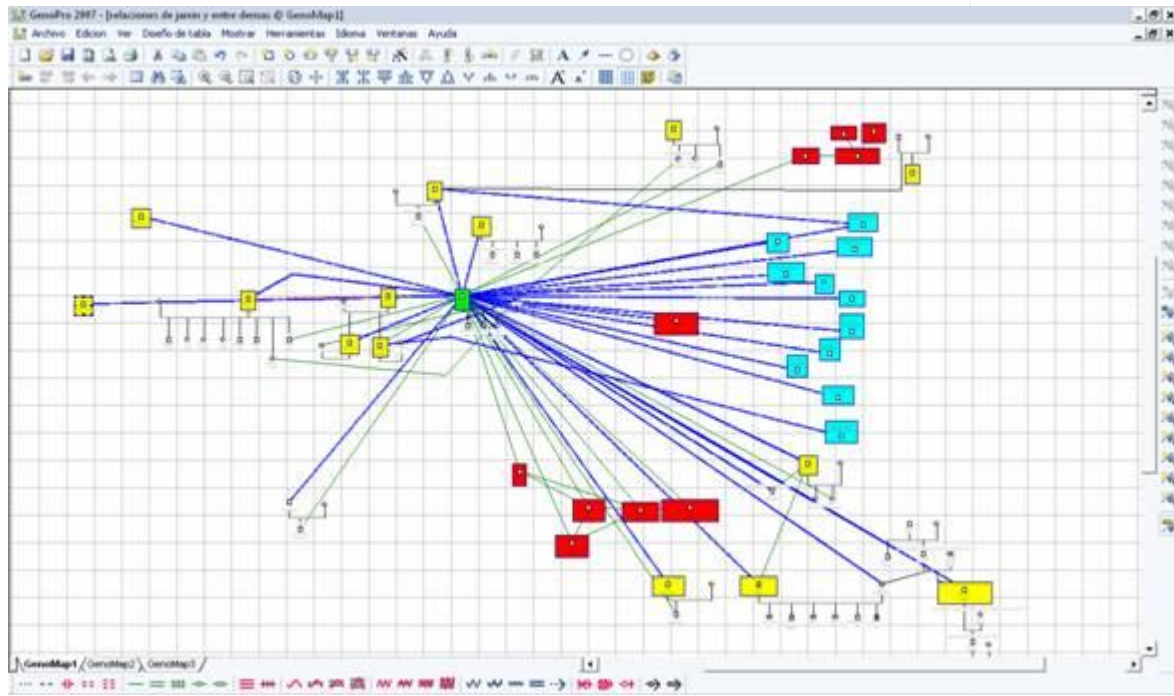 GenoPro 2007 - [relaciones de jamin y entre demas @ GenoMap1]
Archivo Edicion Ver Diseño de tabla Mostrar Herramientas Idioma Ventanas Ayuda
GenoMap1 GenoMap2 GenoMap3